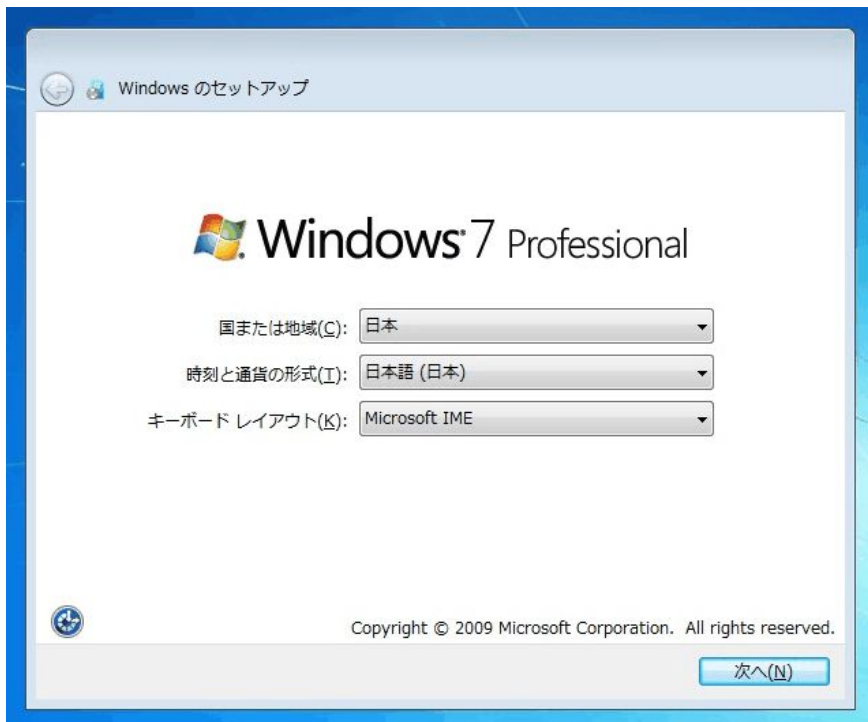 Windows のセットアップ
Windows 7 Professional
国または地域(C): 日本
時刻と通貨の形式(T): 日本語 (日本)
キーボード レイアウト(K): Microsoft IME
Copyright © 2009 Microsoft Corporation. All rights reserved.
次へ(N)